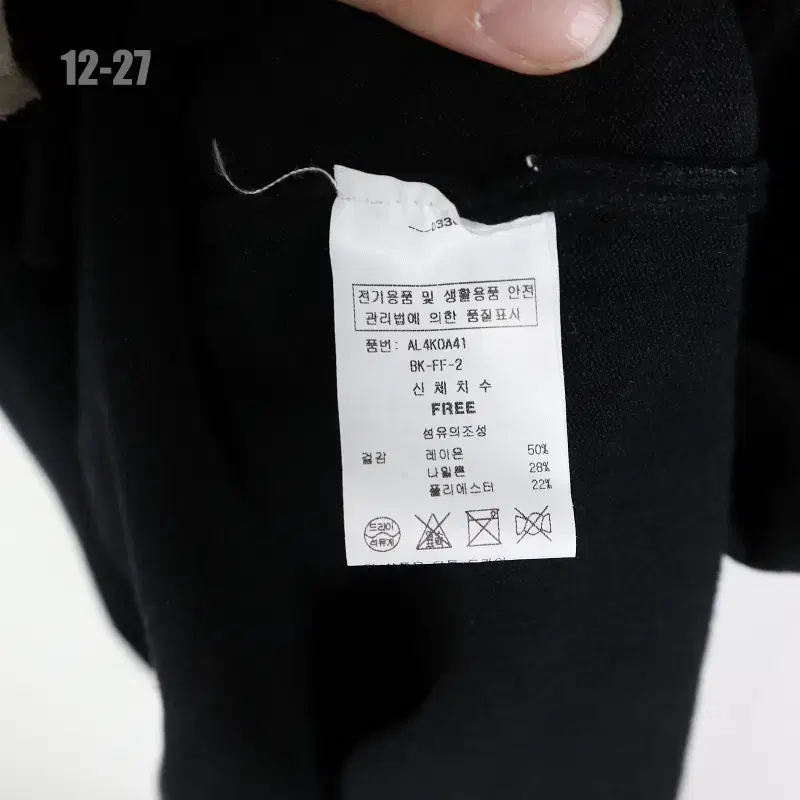 12-27
전기용품 및 생활용품 안전
관리법에 의한 품질표시
품번: AL4KOA41
BK-FF-2
신체치수
FREE
섬유의조성
겉감 레이온 50%
나일론 28%
폴리에스터 22%
드라이
석유계